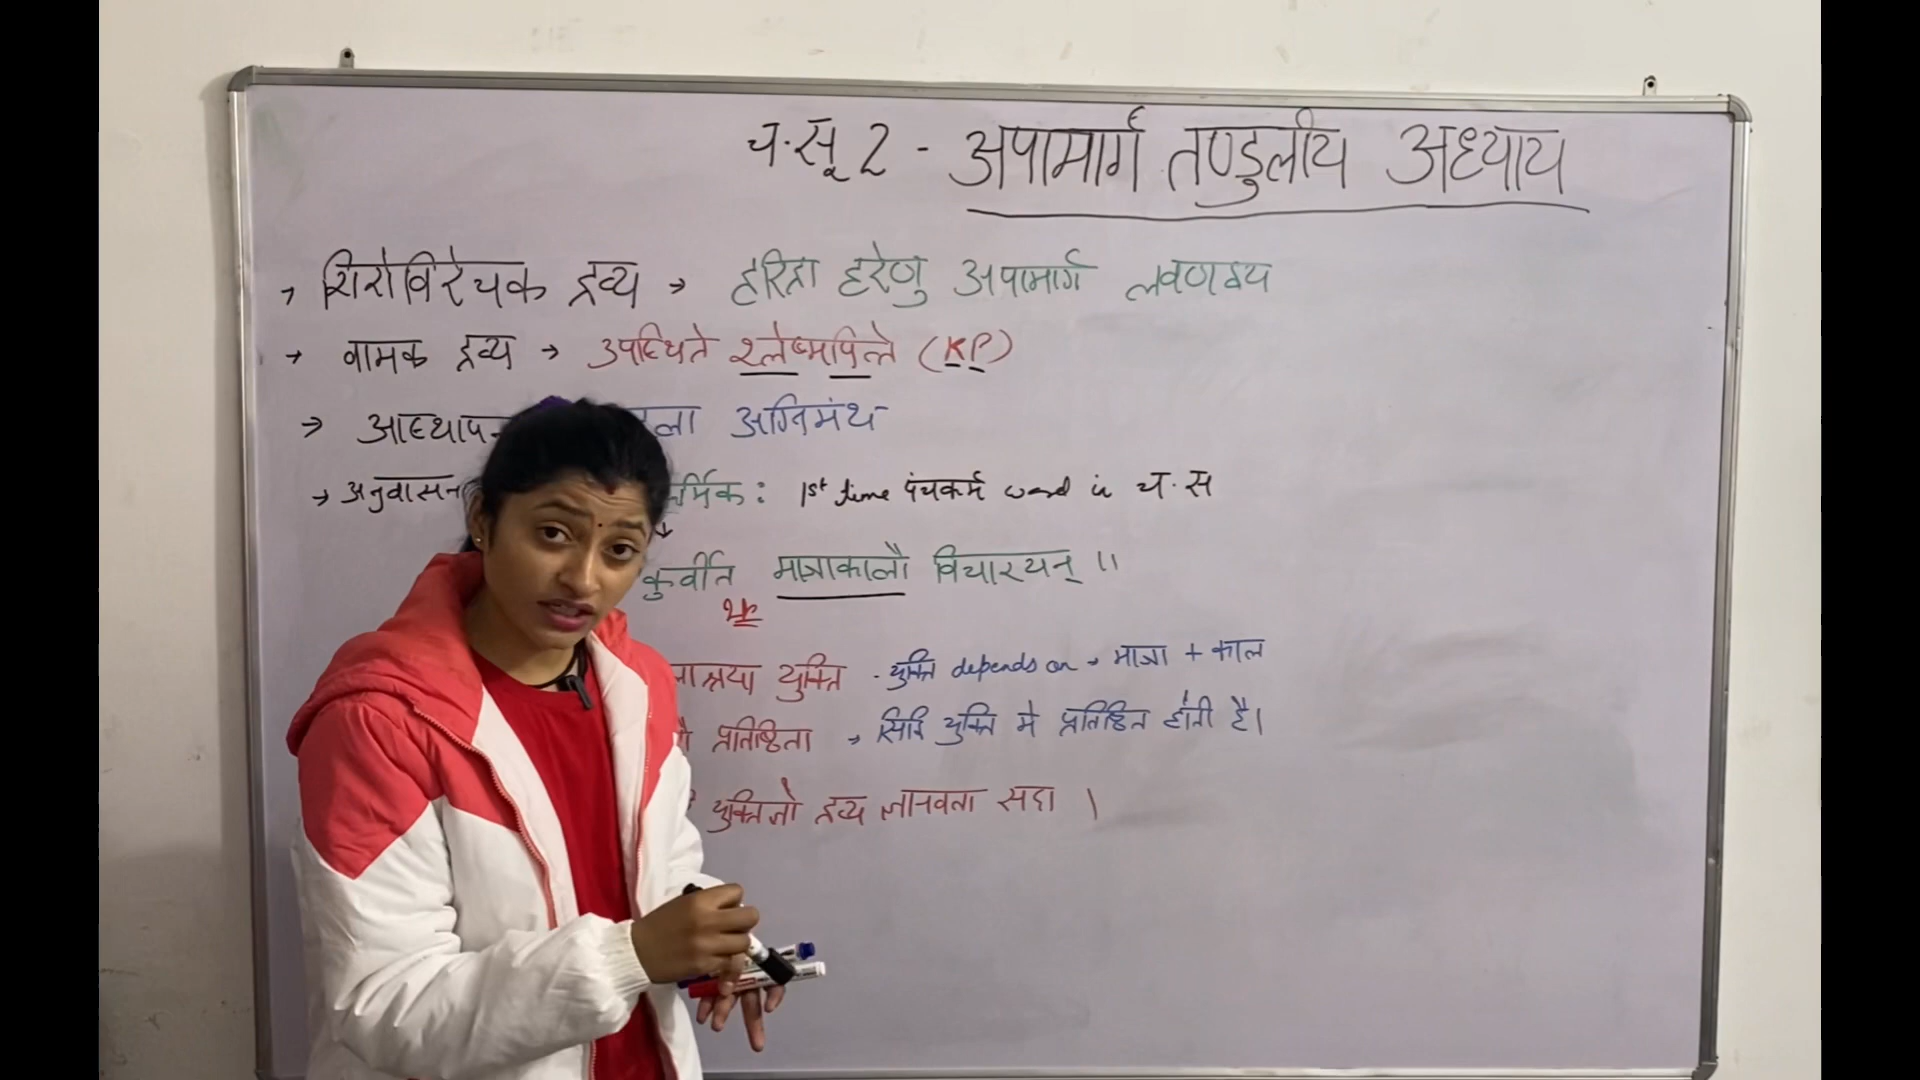 च.सू 2 - अपामार्ग तण्डुलीय अध्याय
→ शिरोविरेचक द्रव्य → हरिद्रा हरेणु अपामार्ग लवणद्वय
→ वामक द्रव्य → उपस्थिते श्लेष्मपित्ते (KP)
→ आस्थापन ला अग्निमंथ
→ अनुवासन र्मिक : 1st time पंचकर्म word in च.स
कुर्वीत मात्राकालौ विचारयन् ॥
युक्ति - युक्ति depends on → मात्रा + काल
प्रतिष्ठिता → सिद्धि युक्ति मे प्रतिष्ठित होती है।
द्रव्य सदा ।